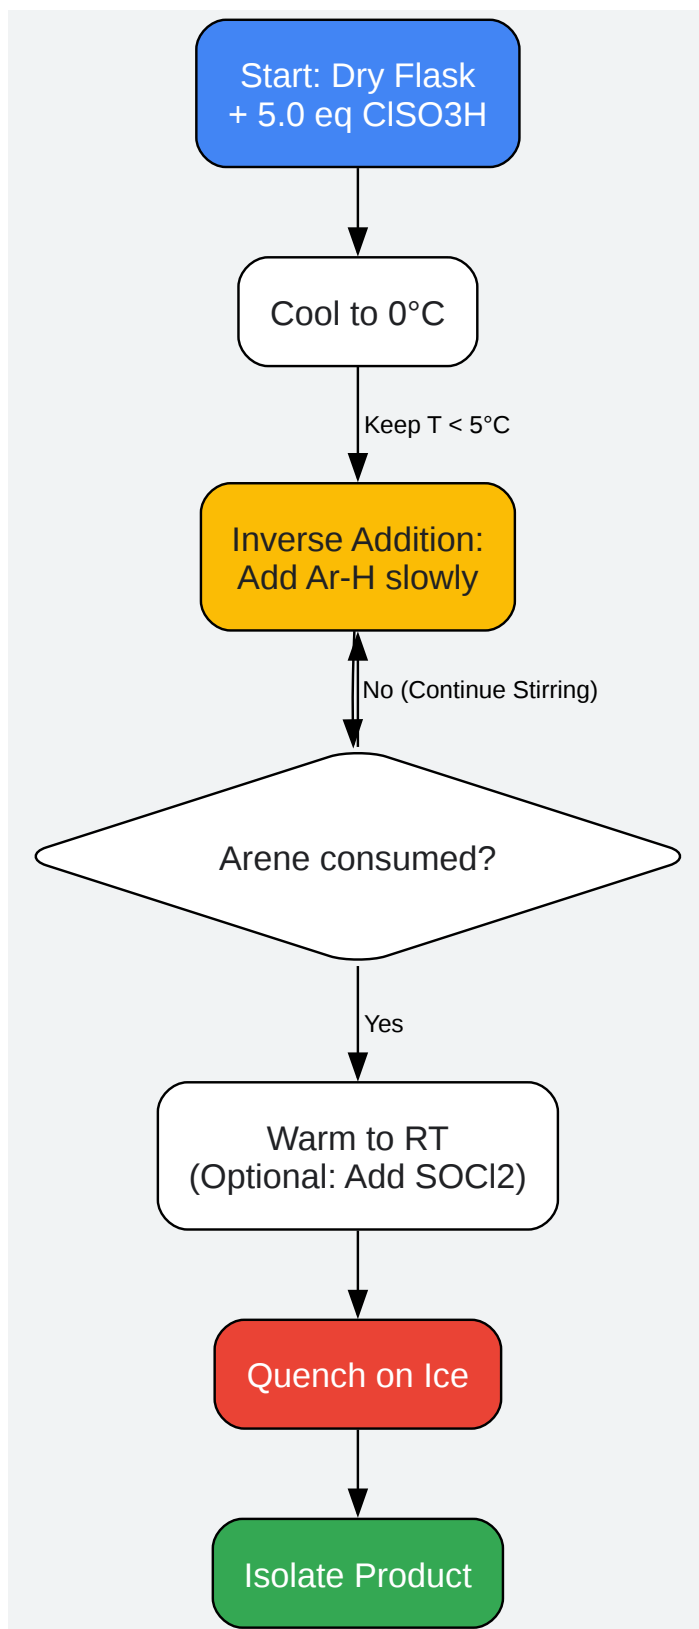 Start: Dry Flask
+ 5.0 eq ClSO3H
Cool to 0°C
Keep T < 5°C
Inverse Addition:
Add Ar-H slowly
No (Continue Stirring)
Arene consumed?
Yes
Warm to RT
(Optional: Add SOCl2)
Quench on Ice
Isolate Product